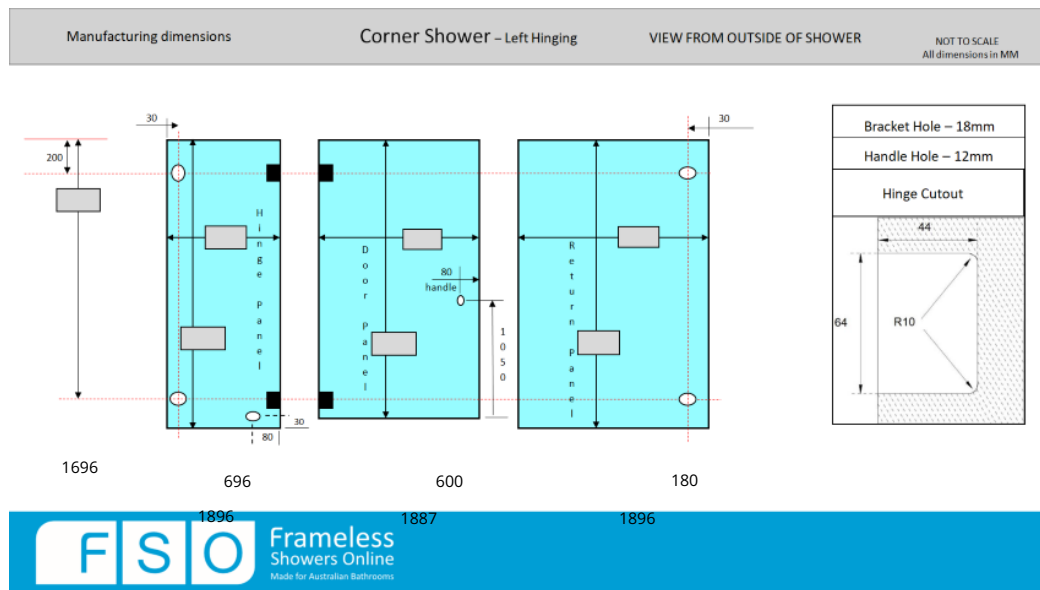 Manufacturing dimensions
Corner Shower – Left Hinging
VIEW FROM OUTSIDE OF SHOWER
NOT TO SCALE
All dimensions in MM
30
30
200
Hinge Panel
Door Panel
Return Panel
80
handle
1050
30
80
Bracket Hole – 18mm
Handle Hole – 12mm
Hinge Cutout
44
64
R10
1696
696
600
180
1896
1887
1896
FSO
Frameless
Showers Online
Made for Australian Bathrooms